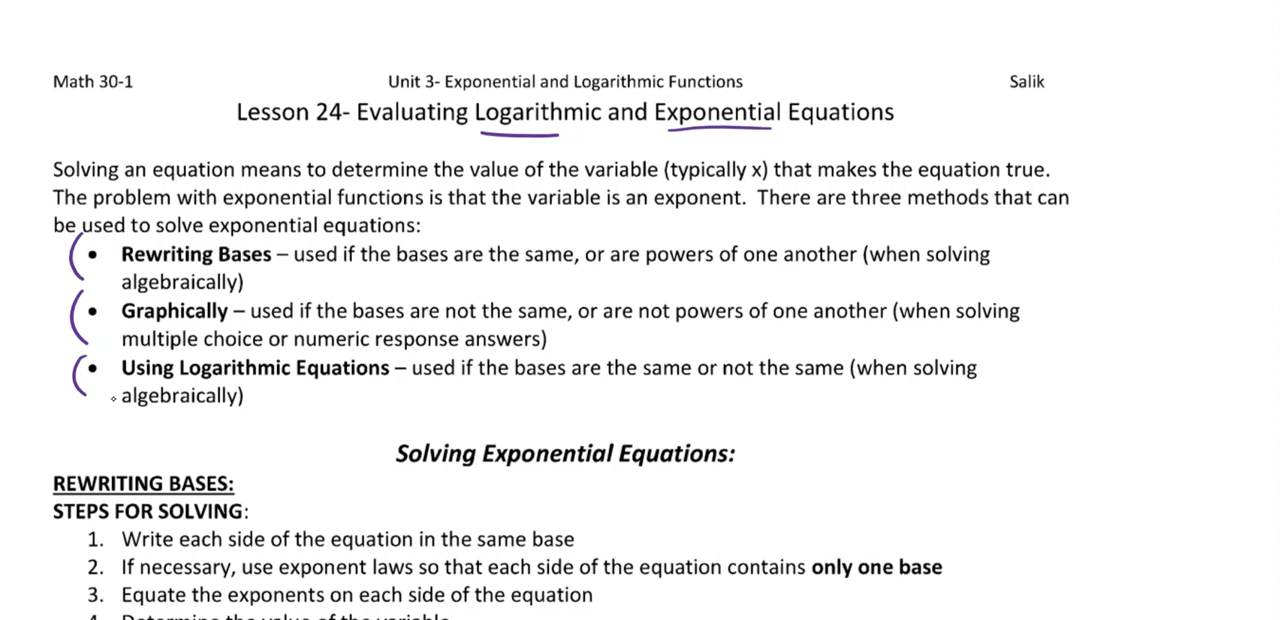 Math 30-1 Unit 3- Exponential and Logarithmic Functions Salik
Lesson 24- Evaluating Logarithmic and Exponential Equations
Solving an equation means to determine the value of the variable (typically x) that makes the equation true.
The problem with exponential functions is that the variable is an exponent. There are three methods that can
be used to solve exponential equations:
• Rewriting Bases – used if the bases are the same, or are powers of one another (when solving
algebraically)
• Graphically – used if the bases are not the same, or are not powers of one another (when solving
multiple choice or numeric response answers)
• Using Logarithmic Equations – used if the bases are the same or not the same (when solving
algebraically)
Solving Exponential Equations:
REWRITING BASES:
STEPS FOR SOLVING:
1. Write each side of the equation in the same base
2. If necessary, use exponent laws so that each side of the equation contains only one base
3. Equate the exponents on each side of the equation
4. Determine the value of the variable